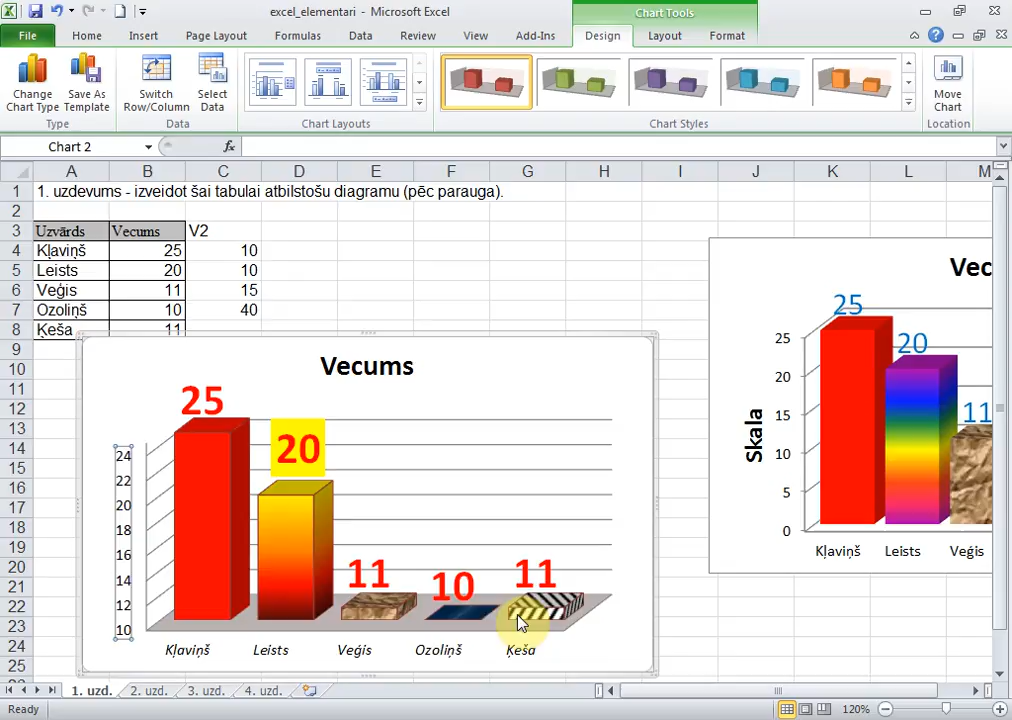 excel_elementari - Microsoft Excel
Chart Tools
File Home Insert Page Layout Formulas Data Review View Add-Ins Design Layout Format
Change Chart Type
Save As Template
Switch Row/Column
Select Data
Move Chart
Type Data Chart Layouts Chart Styles Location
Chart 2 fx
A B C D E F G H I J K L M
1 1. uzdevums - izveidot šai tabulai atbilstošu diagramu (pēc parauga).
2
3 Uzvārds Vecums V2
4 Kļaviņš 25 10
5 Leists 20 10
6 Veģis 11 15
7 Ozoliņš 10 40
8 Ķeša 11
9
10
11
12
13
14
15
16
17
18
19
20
21
22
23
24
25
Vecums
25
20
11
10
11
24
22
20
18
16
14
12
10
Kļaviņš Leists Veģis Ozoliņš Ķeša
Vec
25
20
11
Skala
25
20
15
10
5
0
Kļaviņš Leists Veģis
1. uzd. 2. uzd. 3. uzd. 4. uzd.
Ready 120%